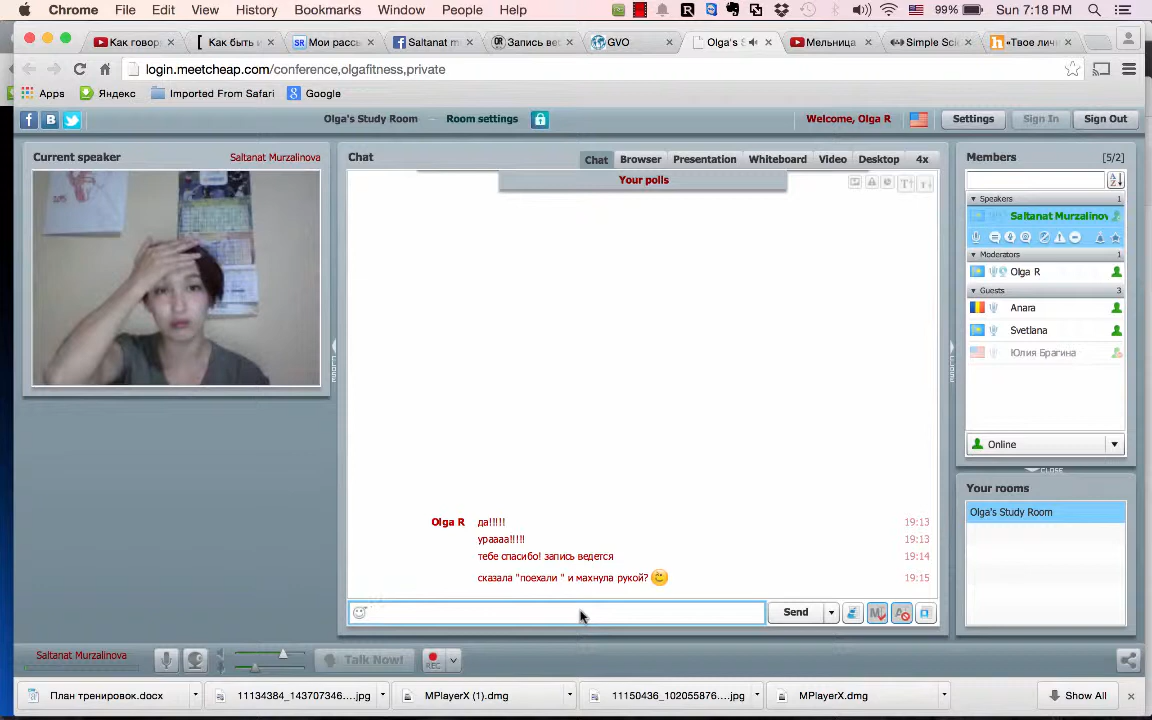 Chrome File Edit View History Bookmarks Window People Help 99% Sun 7:18 PM
Как говор Как быть и Мои расс Saltanat m Запись ве GVO Olga's S Мельница Simple Sci «Твое личн
login.meetcheap.com/conference,olgafitness,private
Apps Яндекс Imported From Safari Google
Olga's Study Room Room settings Welcome, Olga R Settings Sign In Sign Out
Current speaker Saltanat Murzalinova
Chat Chat Browser Presentation Whiteboard Video Desktop 4x
Your polls
Members [5/2]
Speakers 1
Saltanat Murzalinov
Moderators 1
Olga R
Guests 3
Anara
Svetlana
Юлия Брагина
Online
CLOSE
Your rooms
Olga's Study Room
Olga R да!!!!! 19:13
ураааа!!!!! 19:13
тебе спасибо! запись ведется 19:14
сказала "поехали " и махнула рукой? 19:15
Send
Saltanat Murzalinova Talk Now! REC
План тренировок.docx 11134384_143707346....jpg MPlayerX (1).dmg 11150436_102055876....jpg MPlayerX.dmg Show All